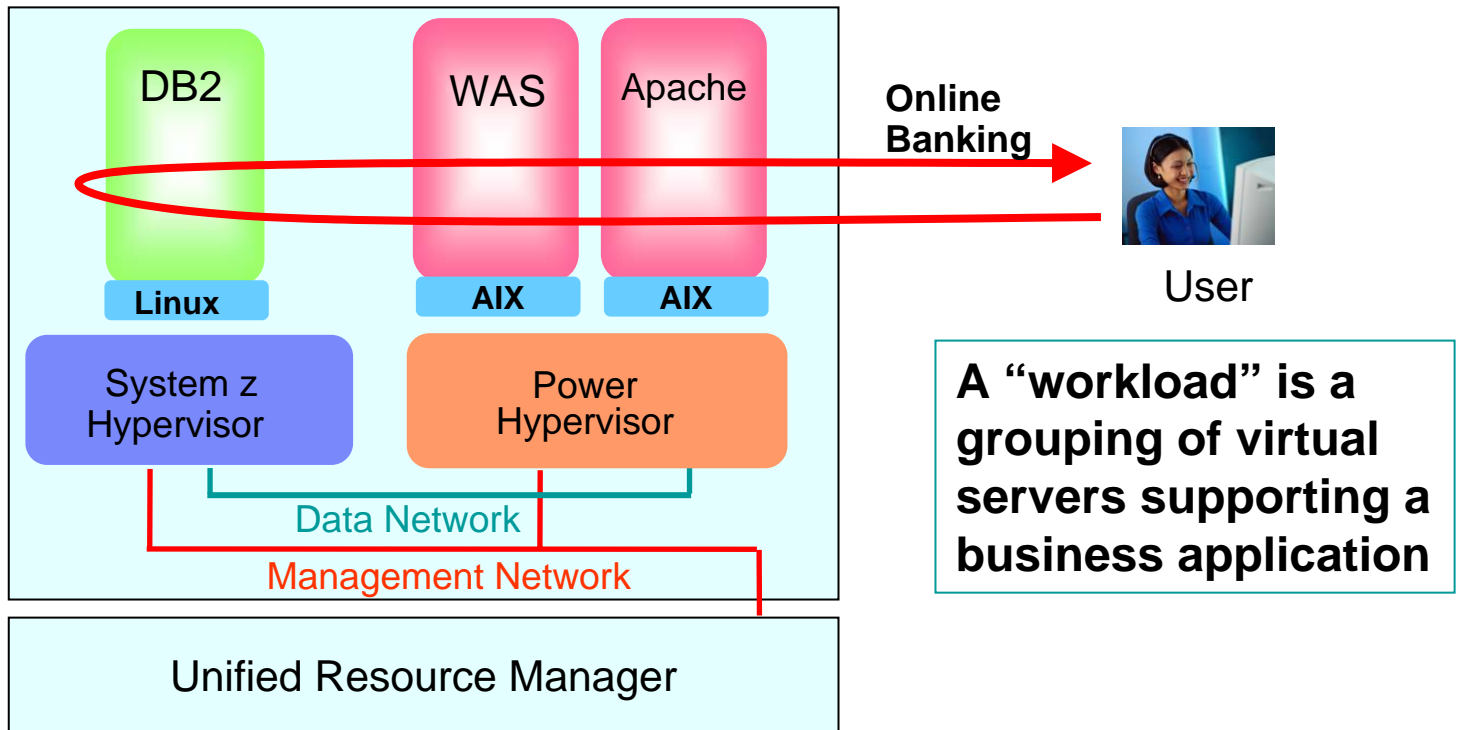 DB2
WAS
Apache
Online
Banking
Linux
AIX
AIX
User
System z
Hypervisor
Power
Hypervisor
Data Network
Management Network
A “workload” is a
grouping of virtual
servers supporting a
business application
Unified Resource Manager